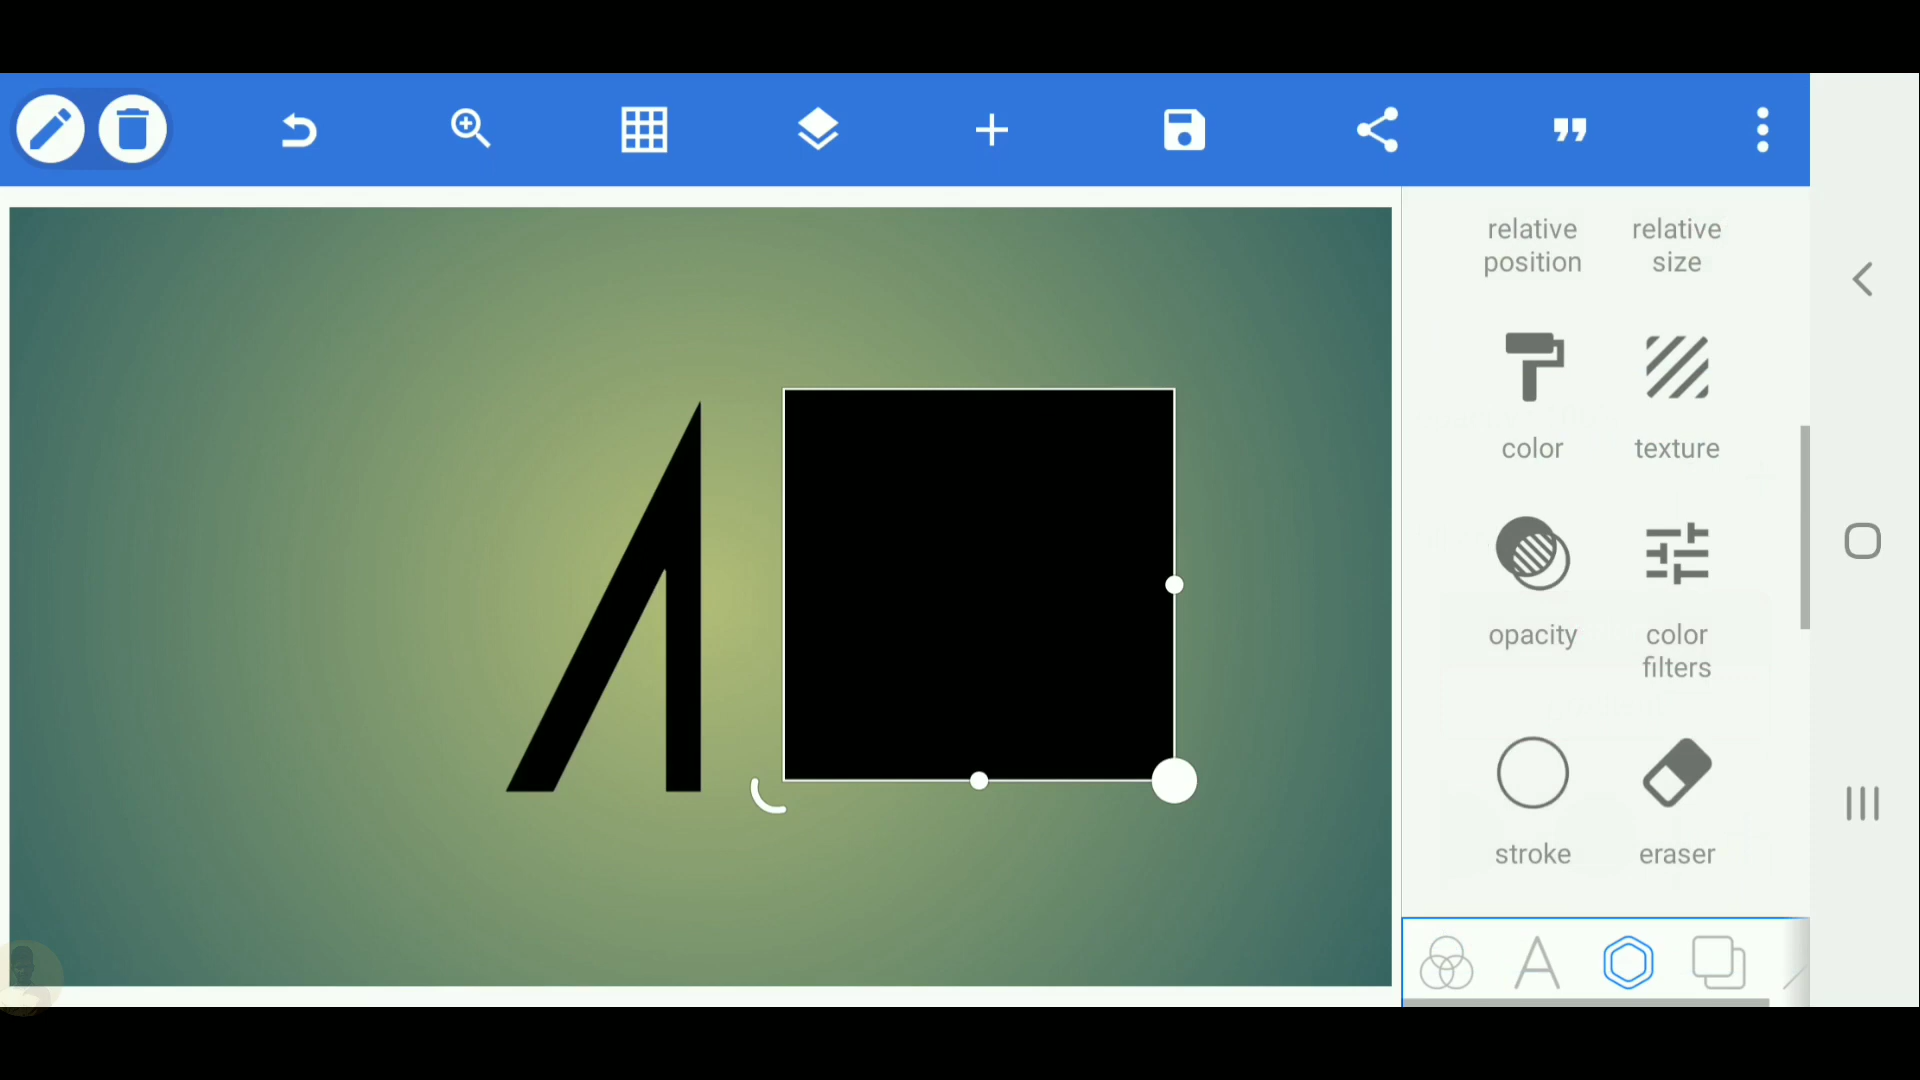 relative position
relative size
color
texture
opacity
color filters
stroke
eraser